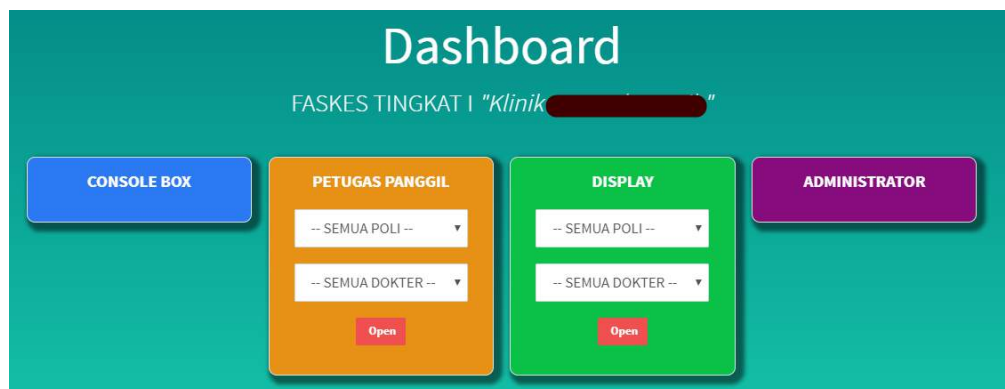 Dashboard
FASKES TINGKAT I "Klinik "
CONSOLE BOX
PETUGAS PANGGIL
-- SEMUA POLI --
-- SEMUA DOKTER --
Open
DISPLAY
-- SEMUA POLI --
-- SEMUA DOKTER --
Open
ADMINISTRATOR